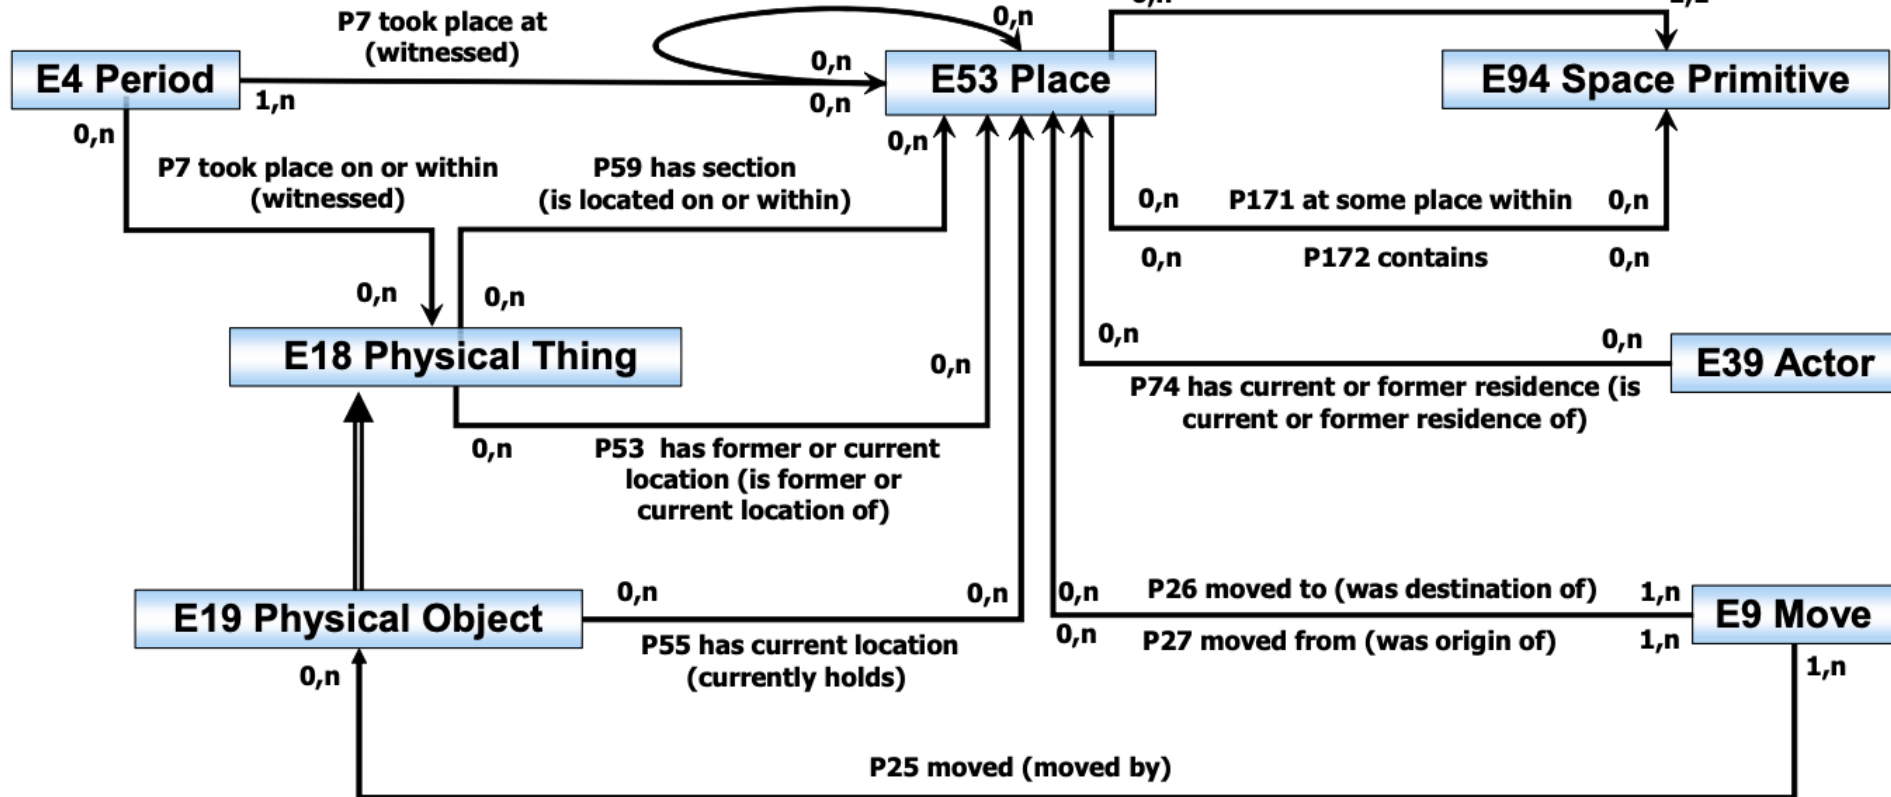 0,n
P7 took place at
(witnessed)
0,n
E4 Period
E53 Place
E94 Space Primitive
1,n
0,n
0,n
0,n
P7 took place on or within
(witnessed)
P59 has section
(is located on or within)
0,n
P171 at some place within
0,n
0,n
P172 contains
0,n
0,n
0,n
E18 Physical Thing
0,n
0,n
0,n
E39 Actor
P74 has current or former residence (is
current or former residence of)
0,n
P53 has former or current
location (is former or
current location of)
E19 Physical Object
0,n
0,n
0,n
P26 moved to (was destination of)
1,n
E9 Move
P55 has current location
(currently holds)
0,n
P27 moved from (was origin of)
1,n
1,n
0,n
P25 moved (moved by)